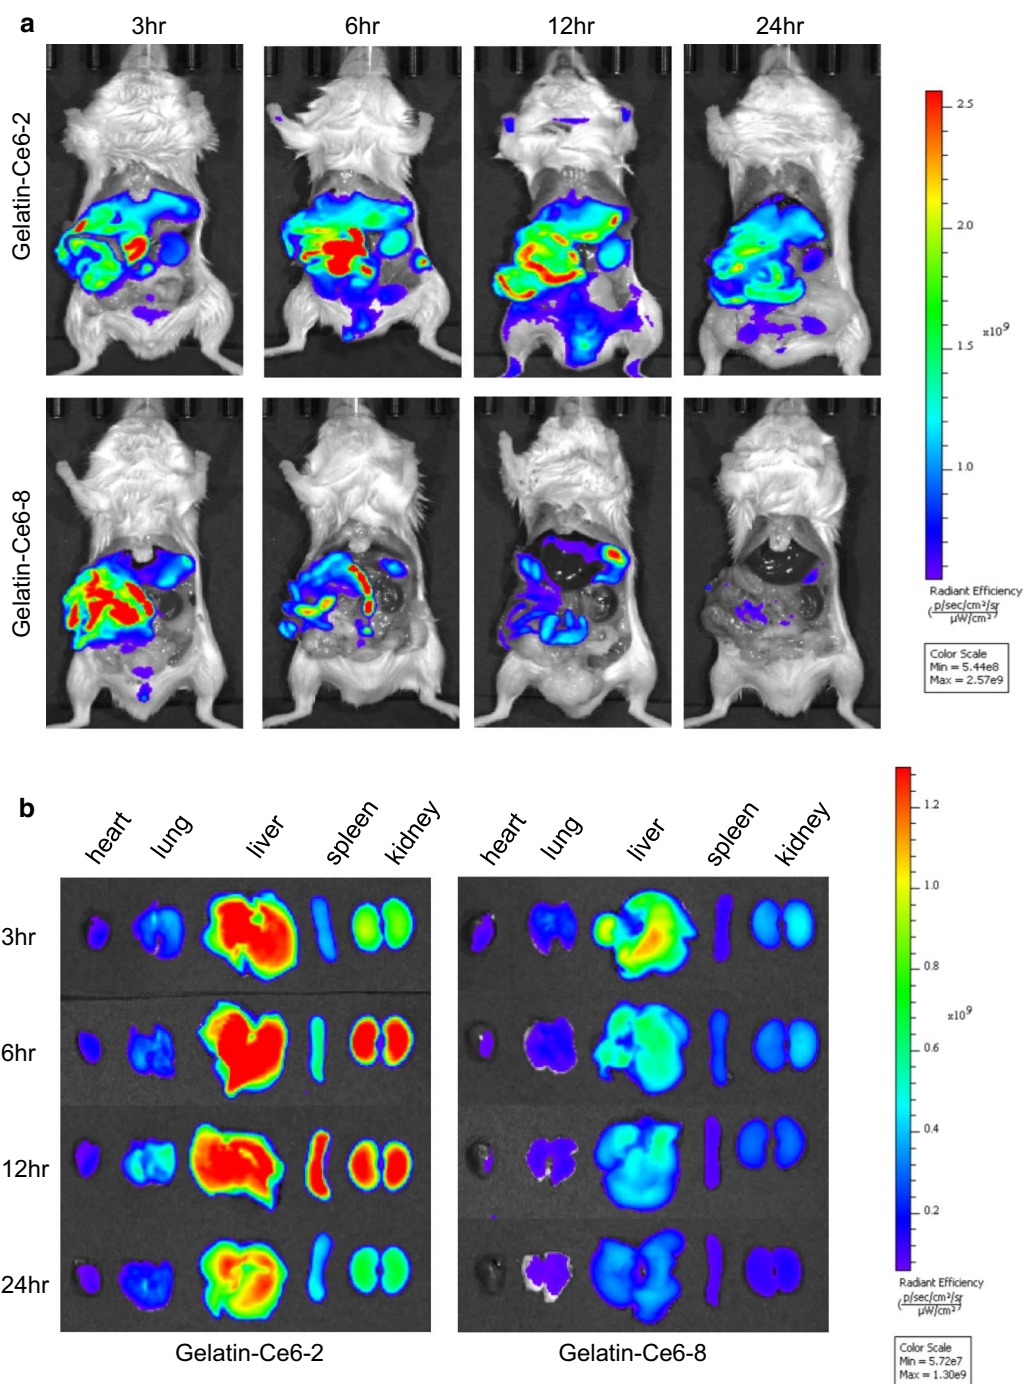 a
3hr 6hr 12hr 24hr
Gelatin-Ce6-2
Gelatin-Ce6-8
2.5
2.0
1.5
x10⁹
1.0
Radiant Efficiency
(p/sec/cm²/sr
µW/cm²)
Color Scale
Min = 5.44e8
Max = 2.57e9
b
heart lung liver spleen kidney heart lung liver spleen kidney
3hr
6hr
12hr
24hr
Gelatin-Ce6-2 Gelatin-Ce6-8
1.2
1.0
0.8
x10⁹
0.6
0.4
0.2
Radiant Efficiency
(p/sec/cm²/sr
µW/cm²)
Color Scale
Min = 5.72e7
Max = 1.30e9